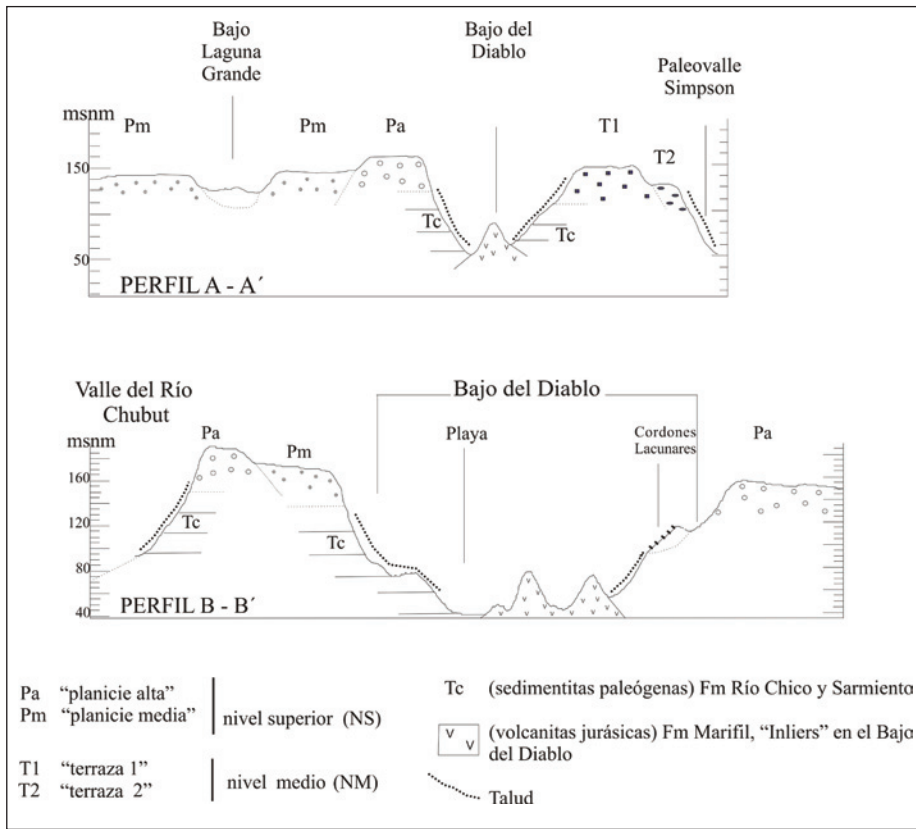 Bajo
Laguna
Grande
Bajo del
Diablo
Paleovalle
Simpson
msnm
Pm
Pm
Pa
T1
T2
150
50
Tc
Tc
PERFIL A - A´
Valle del Río
Chubut
Bajo del Diablo
msnm
Pa
Pm
Playa
Cordones
Lacunares
Pa
160
120
80
40
Tc
Tc
PERFIL B - B´
Pa “planicie alta”
Pm “planicie media”
nivel superior (NS)
T1 “terraza 1”
T2 “terraza 2”
nivel medio (NM)
Tc (sedimentitas paleógenas) Fm Río Chico y Sarmiento
v v (volcanitas jurásicas) Fm Marifil, “Inliers” en el Bajo
del Diablo
Talud